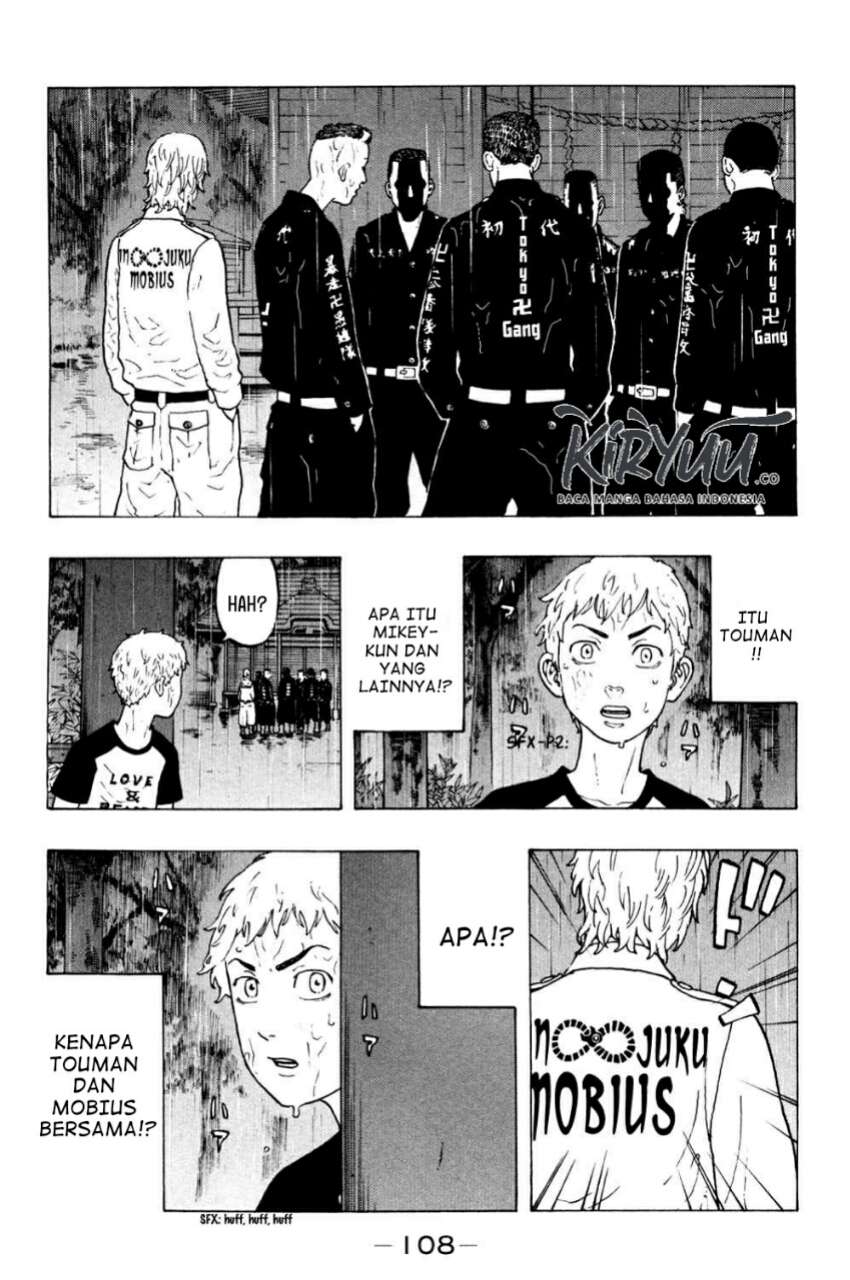 n∞JUKU
MOBIUS
初
代
Tokyo
卍
Gang
初
代
Tokyo
卍
Gang
KIRYUU.CO
BACA MANGA BAHASA INDONESIA
ITU
TOUMAN
!!
APA ITU
MIKEY-
KUN DAN
YANG
LAINNYA!?
SFX-P2:
HAH?
LOVE
&
ド
n∞JUKU
MOBIUS
APA!?
KENAPA
TOUMAN
DAN
MOBIUS
BERSAMA!?
SFX: huff, huff, huff
—108—